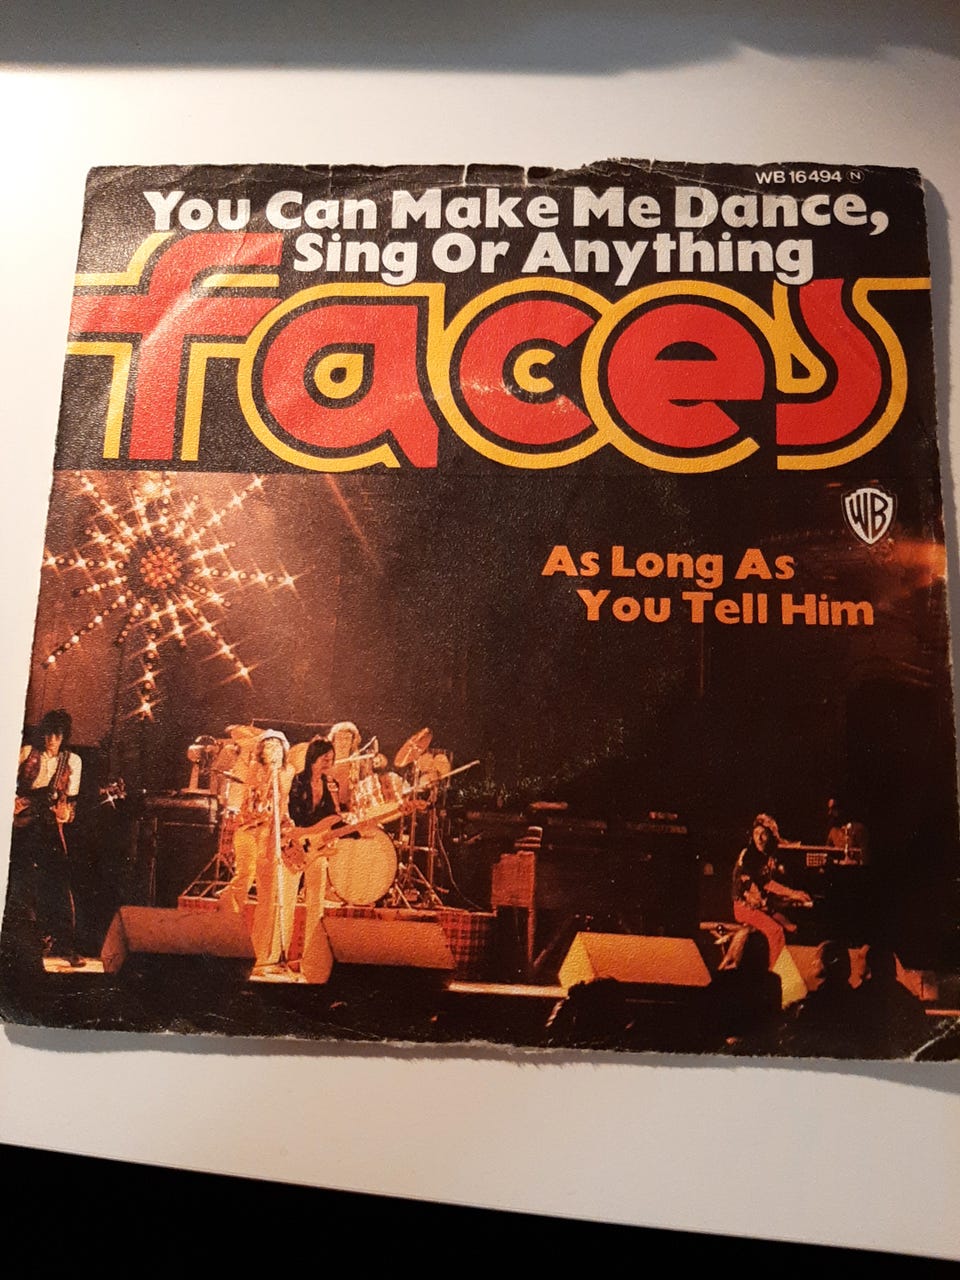 WB 16494 Ⓝ
You Can Make Me Dance,
Sing Or Anything
faces
WB
As Long As
You Tell Him